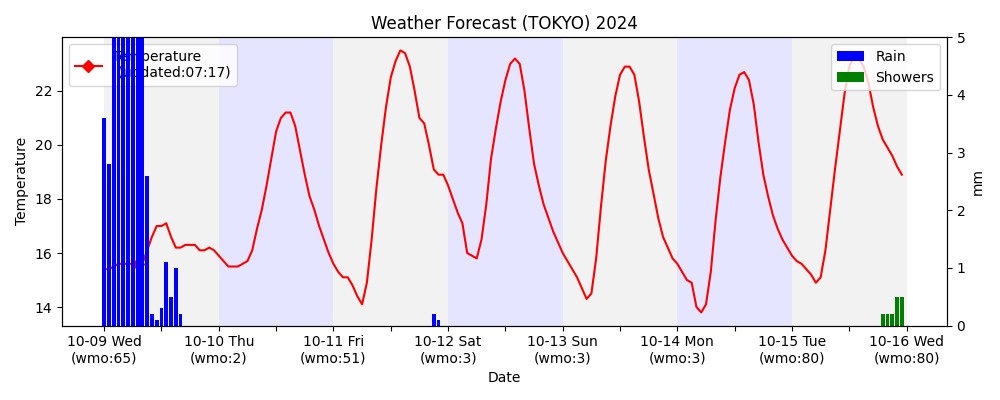 Weather Forecast (TOKYO) 2024
Temperature
(Updated:07:17)
Rain
Showers
Temperature
22
20
18
16
14
5
4
3
2
1
0
mm
10-09 Wed
(wmo:65)
10-10 Thu
(wmo:2)
10-11 Fri
(wmo:51)
10-12 Sat
(wmo:3)
10-13 Sun
(wmo:3)
10-14 Mon
(wmo:3)
10-15 Tue
(wmo:80)
10-16 Wed
(wmo:80)
Date